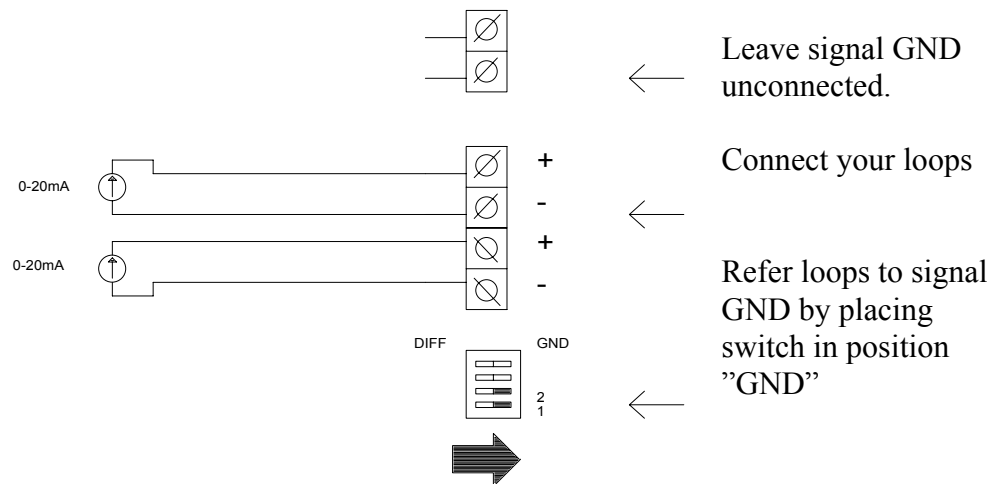 Leave signal GND
unconnected.
+
Connect your loops
0-20mA
-
+
0-20mA
-
Refer loops to signal
GND by placing
switch in position
”GND”
DIFF
GND
2
1